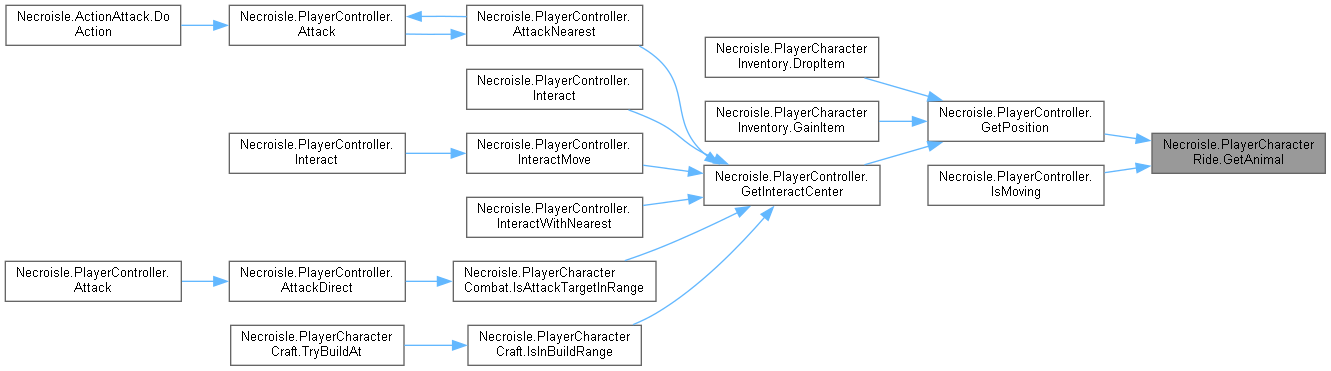 Necroisle.ActionAttack.Do
Action
Necroisle.PlayerController.
Attack
Necroisle.PlayerController.
AttackNearest
Necroisle.PlayerController.
Interact
Necroisle.PlayerController.
Interact
Necroisle.PlayerController.
InteractMove
Necroisle.PlayerController.
InteractWithNearest
Necroisle.PlayerController.
Attack
Necroisle.PlayerController.
AttackDirect
Necroisle.PlayerCharacter
Combat.IsAttackTargetInRange
Necroisle.PlayerCharacter
Craft.TryBuildAt
Necroisle.PlayerCharacter
Craft.IsInBuildRange
Necroisle.PlayerCharacter
Inventory.DropItem
Necroisle.PlayerCharacter
Inventory.GainItem
Necroisle.PlayerController.
GetInteractCenter
Necroisle.PlayerController.
GetPosition
Necroisle.PlayerController.
IsMoving
Necroisle.PlayerCharacter
Ride.GetAnimal